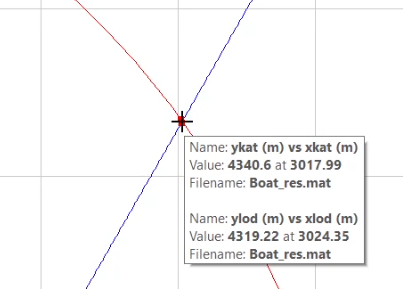 Name: ykat (m) vs xkat (m)
Value: 4340.6 at 3017.99
Filename: Boat_res.mat
Name: ylod (m) vs xlod (m)
Value: 4319.22 at 3024.35
Filename: Boat_res.mat